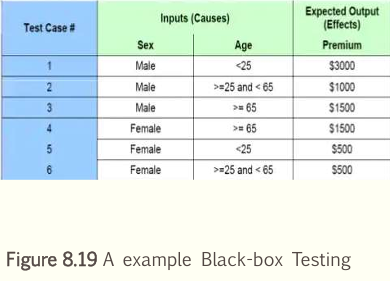 Test Case # Inputs (Causes) Expected Output (Effects)
Sex Age Premium
1 Male <25 $3000
2 Male >=25 and < 65 $1000
3 Male >= 65 $1500
4 Female >= 65 $1500
5 Female <25 $500
6 Female >=25 and < 65 $500
Figure 8.19 A example Black-box Testing